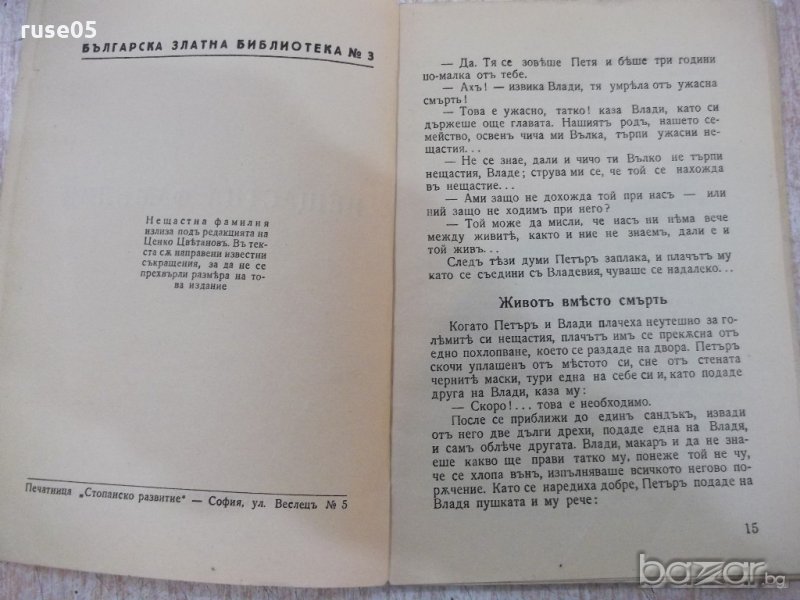 ruse05
БЪЛГАРСКА ЗЛАТНА БИБЛИОТЕКА № 3
Нещастна фамилия
излиза подъ редакцията на
Ценко Цвѣтановъ. Въ тек-
ста сѫ направени известни
съкращения, за да не се
прехвърли размѣра на то-
ва издание
Печатница „Стопанско развитие“ — София, ул. Веслецъ № 5
— Да. Тя се зовѣше Петя и бѣше три години
по-малка отъ тебе.
— Ахъ! — извика Влади, тя умрѣла отъ ужасна
смърть!
— Това е ужасно, татко! каза Влади, като си
държеше още главата. Нашиятъ родъ, нашето се-
мейство, освенъ чича ми Вълка, търпи ужасни не-
щастия...
— Не се знае, дали и чичо ти Вълко не търпи
нещастия, Владе; струва ми се, че той се нахожда
въ нещастие...
— Ами защо не дохожда той при насъ — или
ний защо не ходимъ при него?
— Той може да мисли, че насъ ни нѣма вече
между живитѣ, както и ние не знаемъ, дали е и
той живъ...
Следъ тѣзи думи Петъръ заплака, и плачътъ му
като се съедини съ Владевия, чуваше се надалеко...
Животъ вмѣсто смърть
Когато Петъръ и Влади плачеха неутешно за го-
лѣмитѣ си нещастия, плачътъ имъ се прекѫсна отъ
едно похлопване, което се раздаде на двора. Петъръ
скочи уплашенъ отъ мѣстото си, сне отъ стената
чернитѣ маски, тури една на себе си и, като подаде
друга на Влади, каза му:
— Скоро!... това е необходимо.
После се приближи до единъ сандъкъ, извади
отъ него две дълги дрехи, подаде една на Владя,
и самъ облѣче другата. Влади, макаръ и да не зна-
еше какво ще прави татко му, понеже той не чу,
че се хлопа вънъ, изпълняваше всичкото негово по-
рѫчение. Като се наредиха добре, Петъръ подаде на
Владя пушката и му рече:
15
bazar.bg